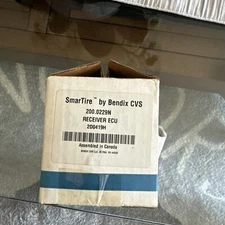 SmarTire™ by Bendix CVS
200.0229N
RECEIVER ECU
200419H
Assembled in Canada